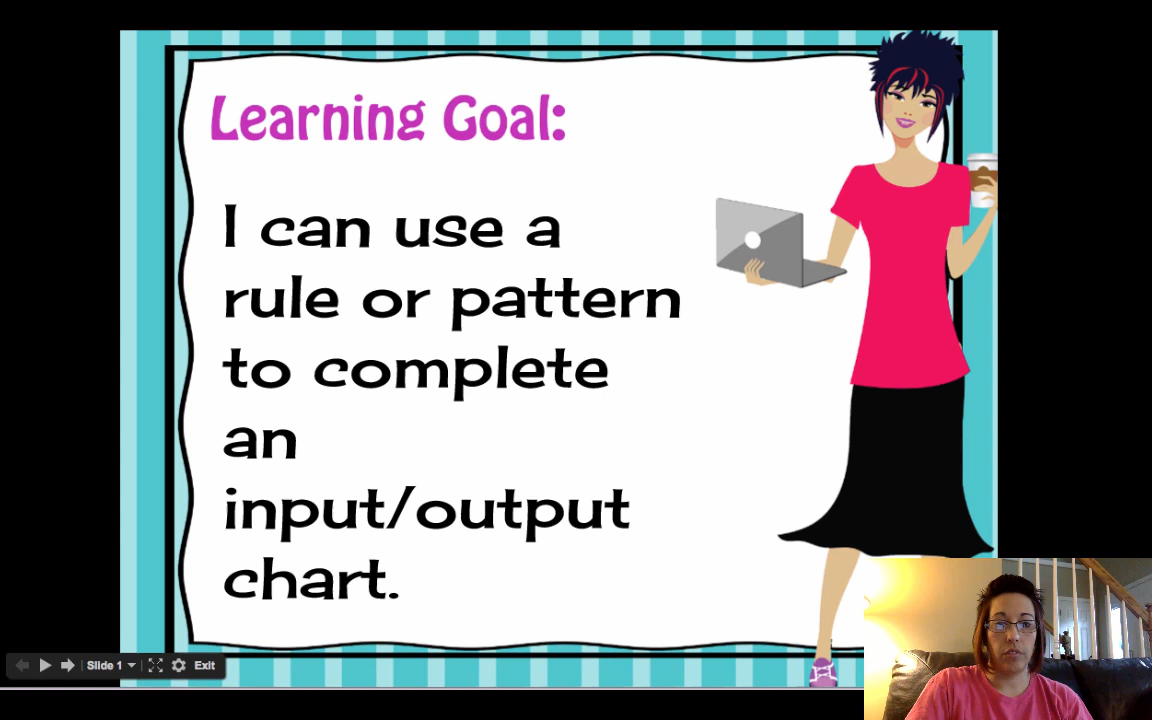 Learning Goal:
I can use a
rule or pattern
to complete
an
input/output
chart.
Slide 1
Exit